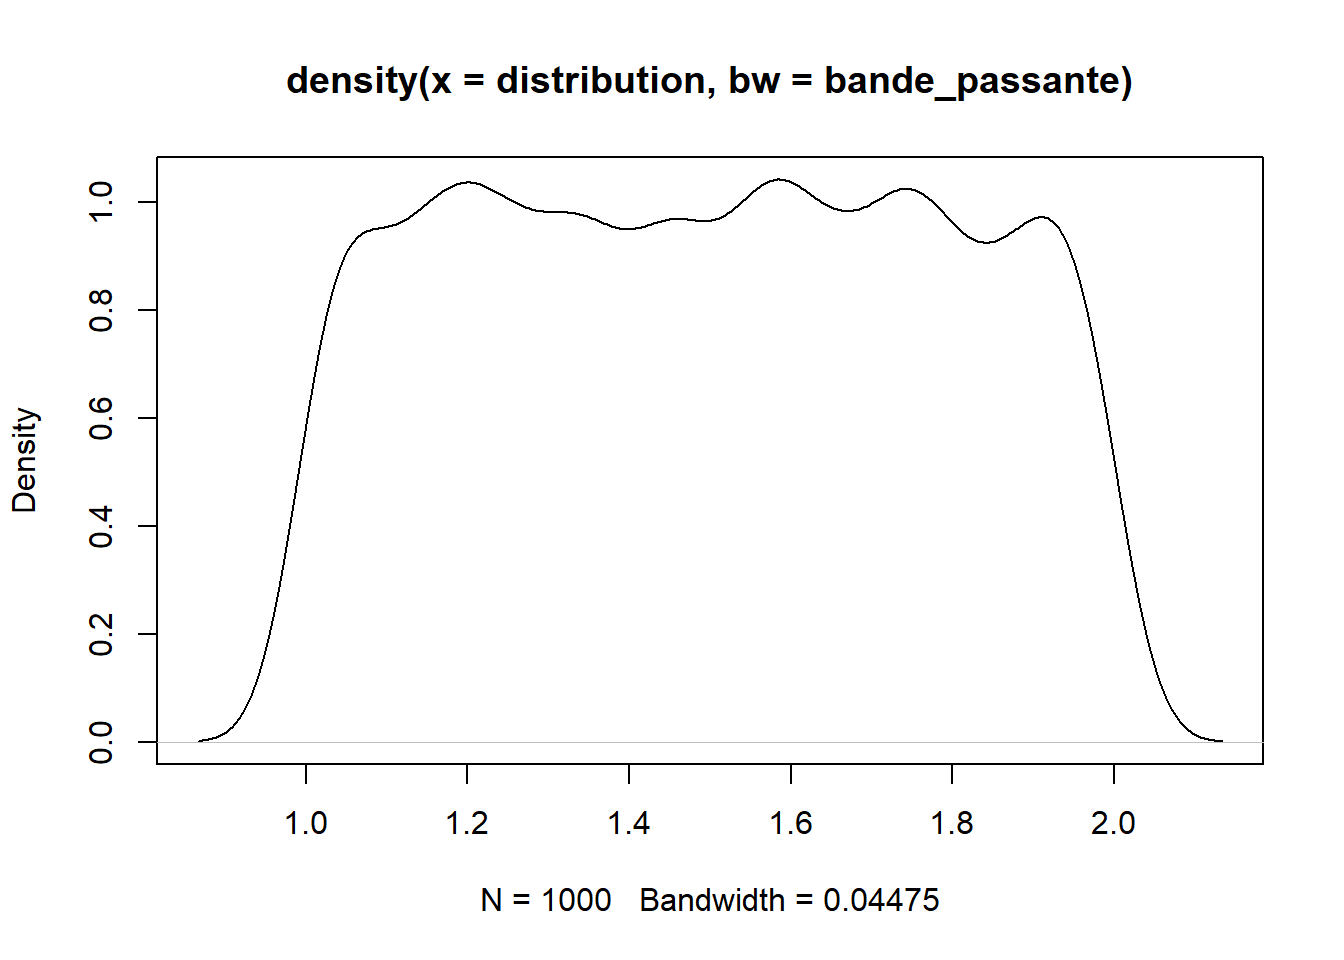 density(x = distribution, bw = bande_passante)
Density
1.0
0.8
0.6
0.4
0.2
0.0
1.0 1.2 1.4 1.6 1.8 2.0
N = 1000   Bandwidth = 0.04475